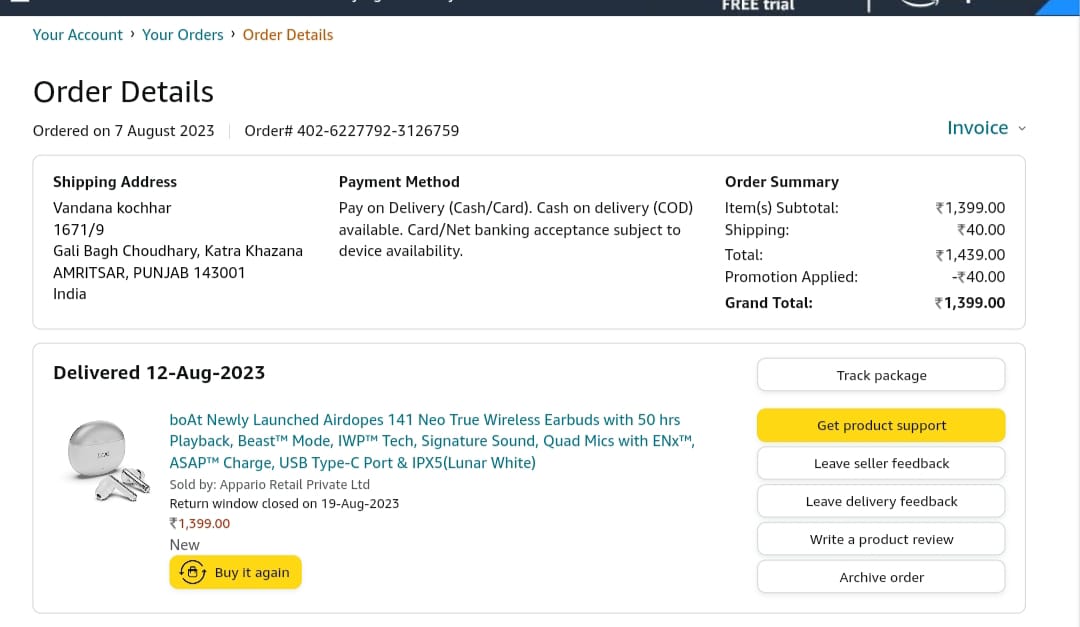 FREE trial
Your Account › Your Orders › Order Details
Order Details
Ordered on 7 August 2023 | Order# 402-6227792-3126759
Invoice
Shipping Address
Vandana kochhar
1671/9
Gali Bagh Choudhary, Katra Khazana
AMRITSAR, PUNJAB 143001
India
Payment Method
Pay on Delivery (Cash/Card). Cash on delivery (COD)
available. Card/Net banking acceptance subject to
device availability.
Order Summary
Item(s) Subtotal: ₹1,399.00
Shipping: ₹40.00
Total: ₹1,439.00
Promotion Applied: -₹40.00
Grand Total: ₹1,399.00
Delivered 12-Aug-2023
boAt Newly Launched Airdopes 141 Neo True Wireless Earbuds with 50 hrs
Playback, Beast™ Mode, IWP™ Tech, Signature Sound, Quad Mics with ENx™,
ASAP™ Charge, USB Type-C Port & IPX5(Lunar White)
Sold by: Appario Retail Private Ltd
Return window closed on 19-Aug-2023
₹1,399.00
New
Buy it again
Track package
Get product support
Leave seller feedback
Leave delivery feedback
Write a product review
Archive order